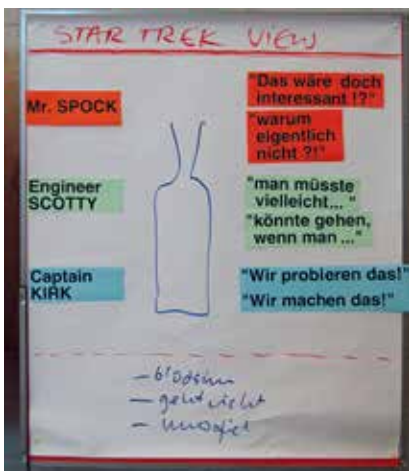 STAR TREK VIEW
Mr. SPOCK
"Das wäre doch
interessant !?"
"warum
eigentlich
nicht ?!"
Engineer
SCOTTY
"man müsste
vielleicht... "
"könnte gehen,
wenn man ..."
Captain
KIRK
"Wir probieren das!"
"Wir machen das!"
– geht nicht